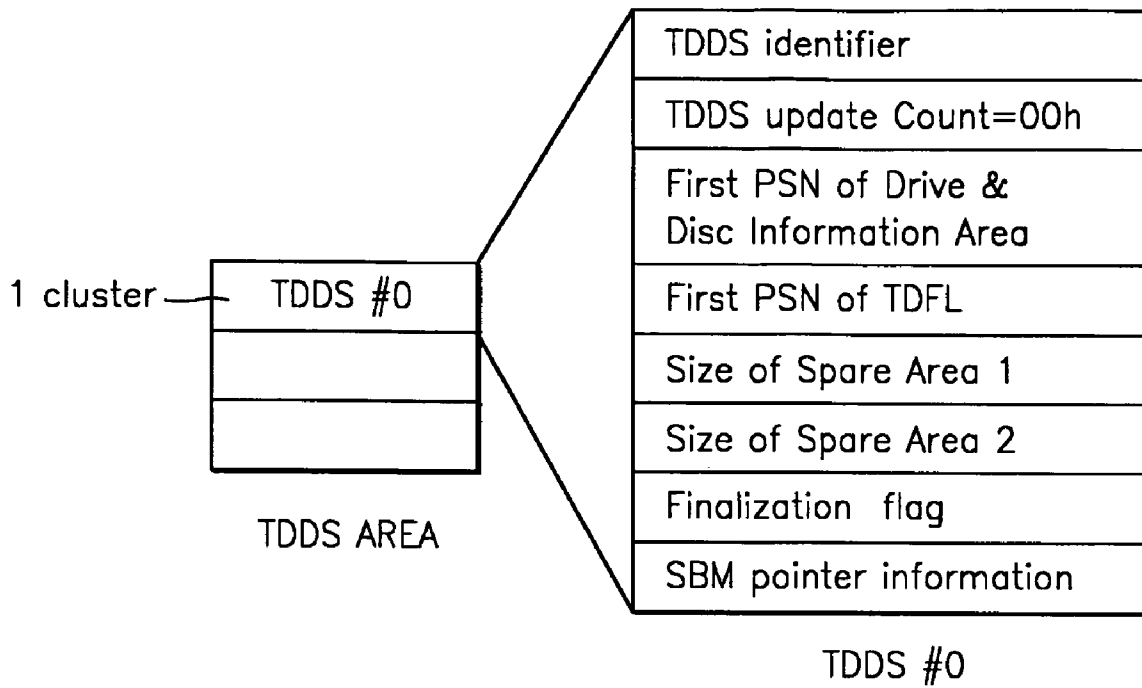 1 cluster
TDDS #0
TDDS AREA
TDDS identifier
TDDS update Count=00h
First PSN of Drive &
Disc Information Area
First PSN of TDFL
Size of Spare Area 1
Size of Spare Area 2
Finalization flag
SBM pointer information
TDDS #0